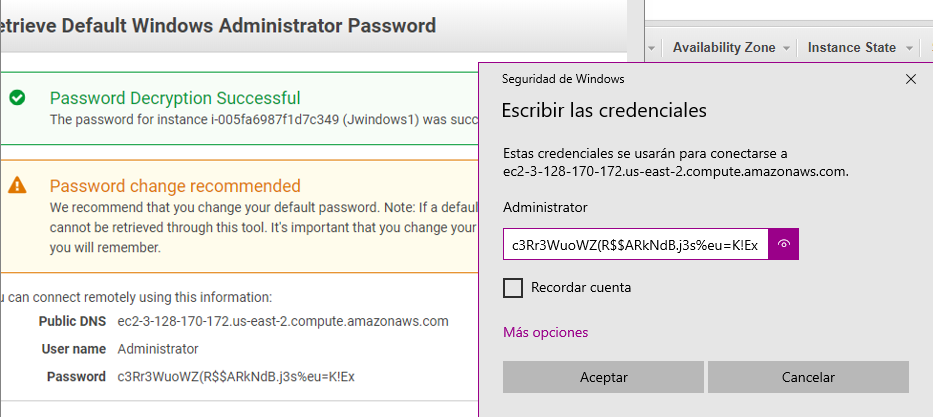 etrieve Default Windows Administrator Password
Password Decryption Successful
The password for instance i-005fa6987f1d7c349 (Jwindows1) was succ
Password change recommended
We recommend that you change your default password. Note: If a defaul
cannot be retrieved through this tool. It's important that you change your
you will remember.
u can connect remotely using this information:
Public DNS ec2-3-128-170-172.us-east-2.compute.amazonaws.com
User name Administrator
Password c3Rr3WuoWZ(R$$ARkNdB.j3s%eu=K!Ex
Availability Zone Instance State
Seguridad de Windows
Escribir las credenciales
Estas credenciales se usarán para conectarse a
ec2-3-128-170-172.us-east-2.compute.amazonaws.com.
Administrator
c3Rr3WuoWZ(R$$ARkNdB.j3s%eu=K!Ex
Recordar cuenta
Más opciones
Aceptar Cancelar